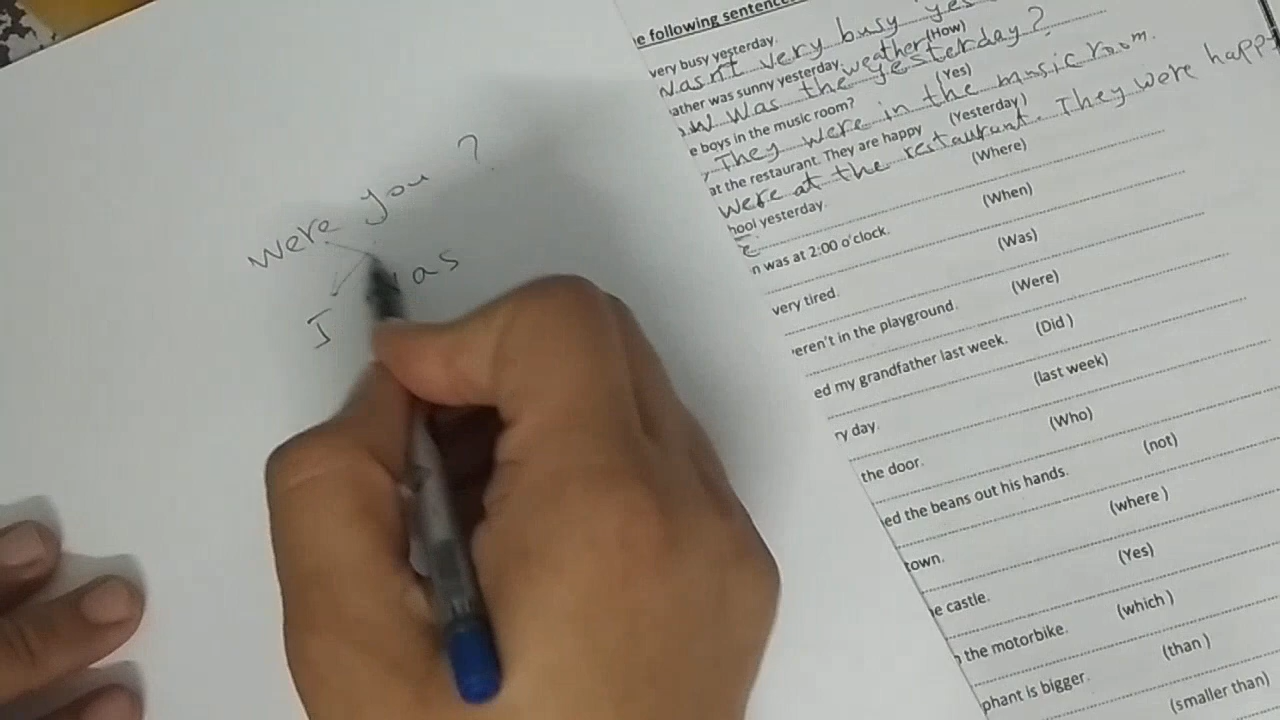 were you ?
I was
e following sentence
very busy yesterday.
wasn't very busy yes
ather was sunny yesterday. (How)
was the weather yesterday ?
e boys in the music room? (Yes)
, They were in the music room.
at the restaurant. They are happy (Yesterday)
were at the restaurant. They were happy
hool yesterday. (Where)
n was at 2:00 o'clock. (When)
very tired. (Was)
eren't in the playground. (Were)
ed my grandfather last week. (Did)
ry day. (last week)
the door. (Who)
ed the beans out his hands. (not)
town. (where)
e castle. (Yes)
the motorbike. (which)
phant is bigger. (than)
(smaller than)